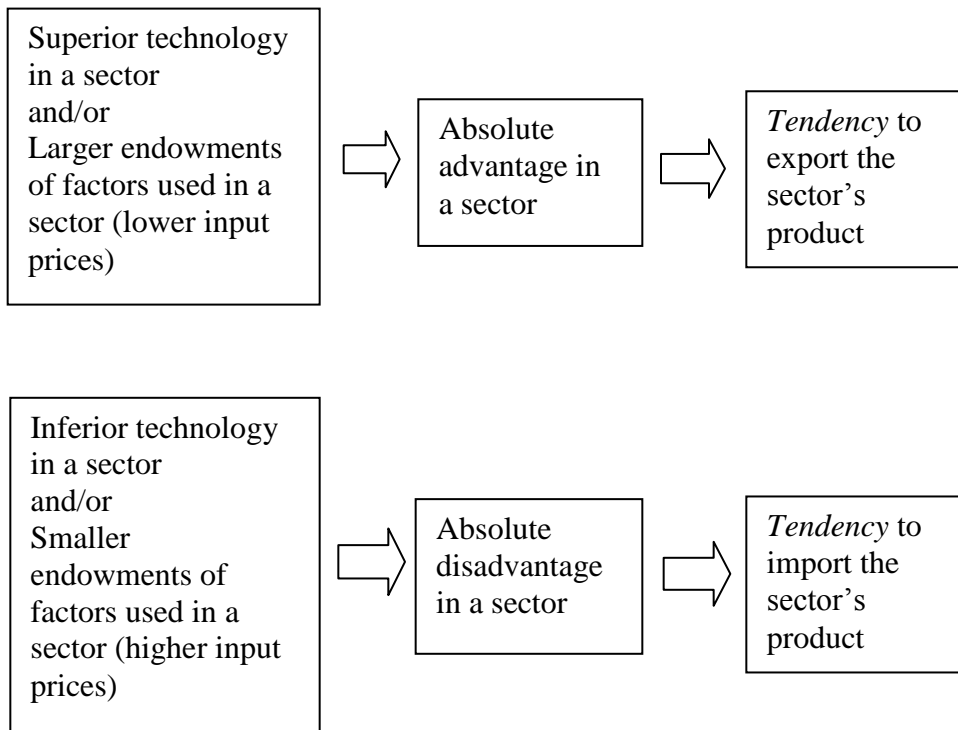 Superior technology
in a sector
and/or
Larger endowments
of factors used in a
sector (lower input
prices)
Absolute
advantage in
a sector
Tendency to
export the
sector’s
product
Inferior technology
in a sector
and/or
Smaller
endowments of
factors used in a
sector (higher input
prices)
Absolute
disadvantage
in a sector
Tendency to
import the
sector’s
product